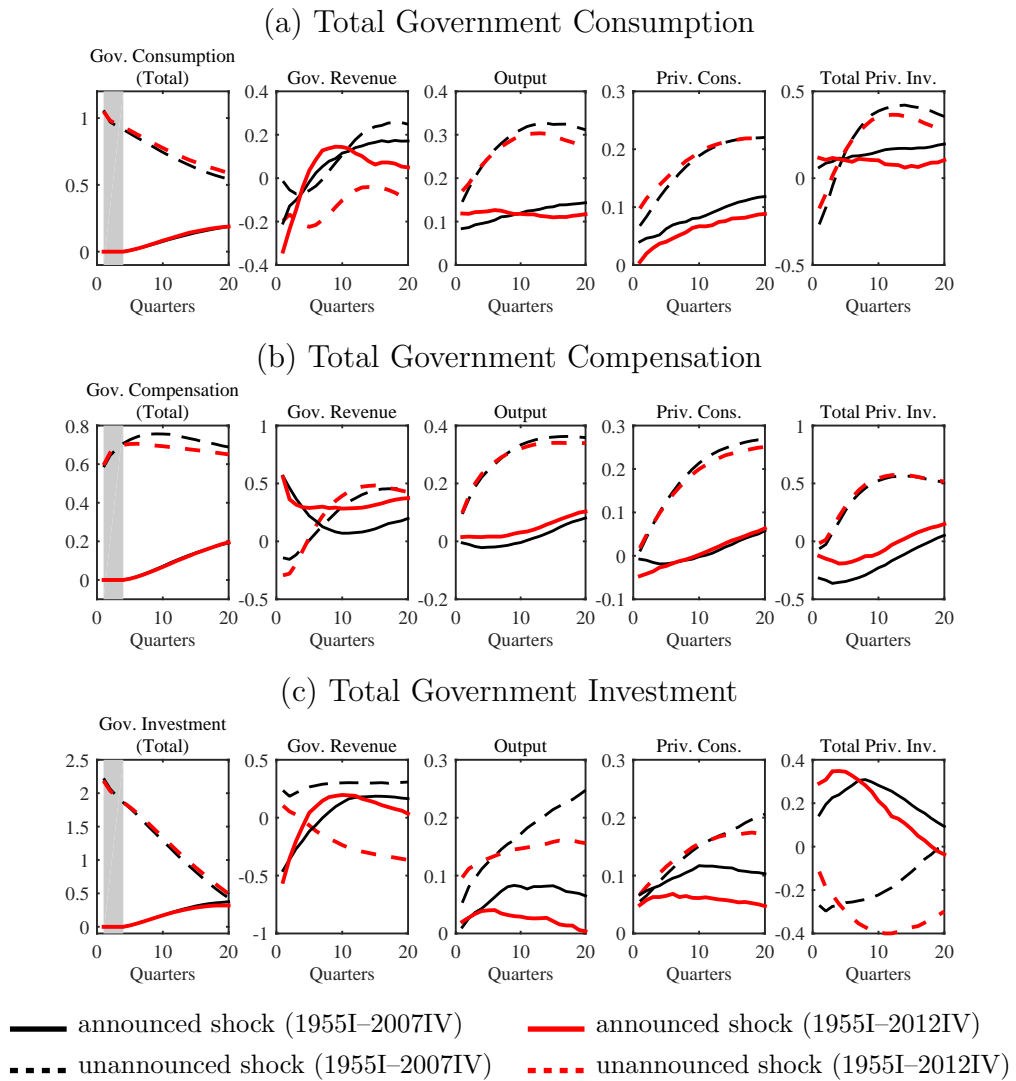 (a) Total Government Consumption
Gov. Consumption
(Total)
Gov. Revenue
Output
Priv. Cons.
Total Priv. Inv.
1
0.5
0
0 10 20
Quarters
0.4
0.2
0
-0.2
-0.4
0 10 20
Quarters
0.4
0.3
0.2
0.1
0
0 10 20
Quarters
0.3
0.2
0.1
0
0 10 20
Quarters
0.5
0
-0.5
0 10 20
Quarters
(b) Total Government Compensation
Gov. Compensation
(Total)
Gov. Revenue
Output
Priv. Cons.
Total Priv. Inv.
0.8
0.6
0.4
0.2
0
0 10 20
Quarters
1
0.5
0
-0.5
0 10 20
Quarters
0.4
0.2
0
-0.2
0 10 20
Quarters
0.3
0.2
0.1
0
-0.1
0 10 20
Quarters
1
0.5
0
-0.5
0 10 20
Quarters
(c) Total Government Investment
Gov. Investment
(Total)
Gov. Revenue
Output
Priv. Cons.
Total Priv. Inv.
2.5
2
1.5
1
0.5
0
0 10 20
Quarters
0.5
0
-0.5
-1
0 10 20
Quarters
0.3
0.2
0.1
0
0 10 20
Quarters
0.3
0.2
0.1
0
0 10 20
Quarters
0.4
0.2
0
-0.2
-0.4
0 10 20
Quarters
announced shock (1955I–2007IV)
announced shock (1955I–2012IV)
unannounced shock (1955I–2007IV)
unannounced shock (1955I–2012IV)